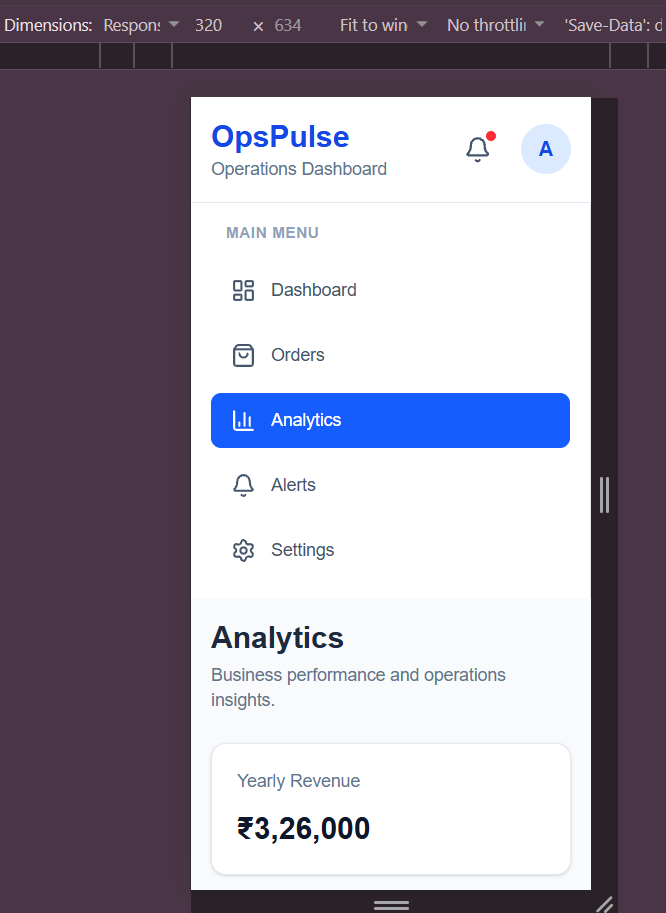 Dimensions: Respons 320 × 634 Fit to win No throttli 'Save-Data': d
OpsPulse
Operations Dashboard
A
MAIN MENU
Dashboard
Orders
Analytics
Alerts
Settings
Analytics
Business performance and operations
insights.
Yearly Revenue
₹3,26,000